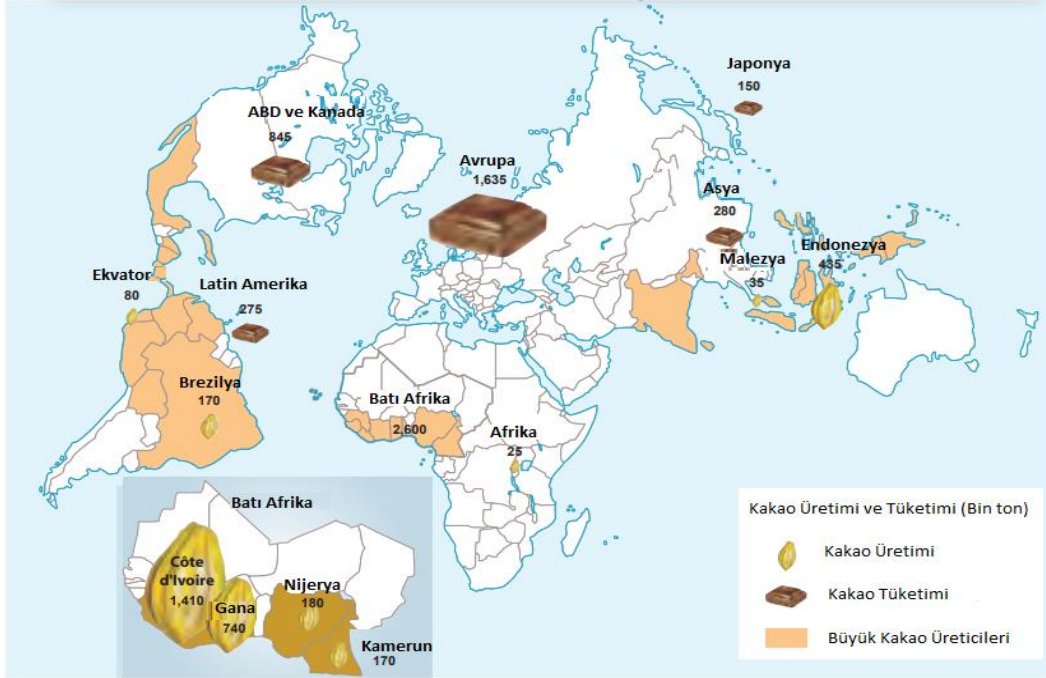 Japonya
150
ABD ve Kanada
845
Avrupa
1,635
Asya
280
Endonezya
435
Malezya
35
Ekvator
80
Latin Amerika
275
Brezilya
170
Batı Afrika
2,600
Afrika
25
Batı Afrika
Côte
d'Ivoire
1,410
Gana
740
Nijerya
180
Kamerun
170
Kakao Üretimi ve Tüketimi (Bin ton)
Kakao Üretimi
Kakao Tüketimi
Büyük Kakao Üreticileri